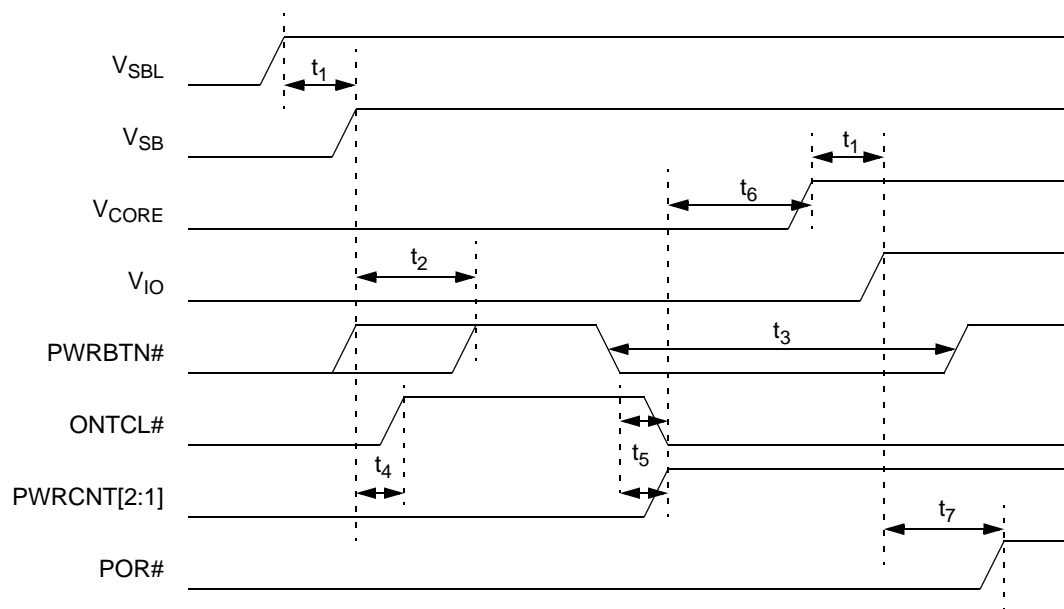 V_SBL
t_1
V_SB
t_1
V_CORE
t_6
V_IO
t_2
PWRBTN#
t_3
ONTCL#
t_5
t_4
PWRCNT[2:1]
t_7
POR#